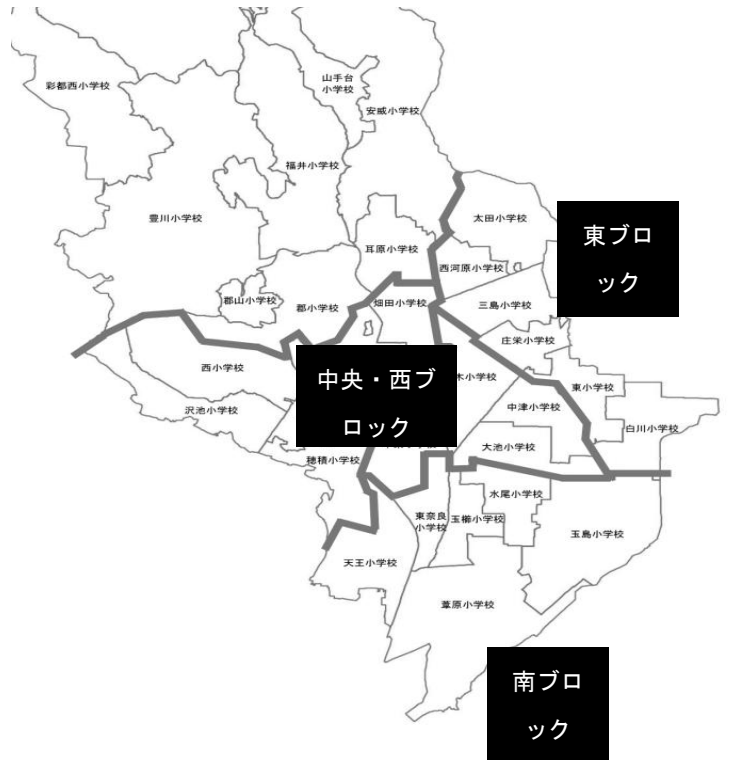 山手台
小学校
彩都西小学校
安威小学校
福井小学校
豊川小学校
太田小学校
東ブロ
ック
耳原小学校
西河原小学校
郡山小学校
郡小学校
畑田小学校
三島小学校
庄栄小学校
西小学校
中央・西ブ
ロック
木小学校
東小学校
沢池小学校
中津小学校
白川小学校
大池小学校
穂積小学校
水尾小学校
東奈良
小学校
玉櫛小学校
玉島小学校
天王小学校
葦原小学校
南ブロ
ック